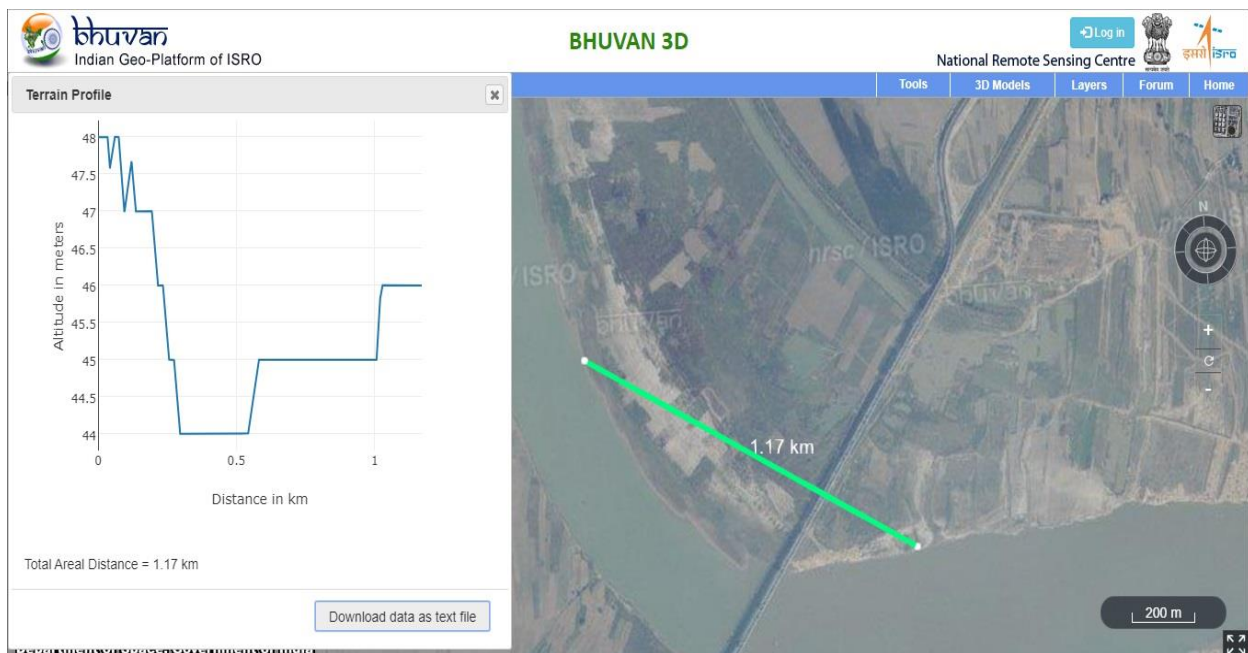 bhuvan
Indian Geo-Platform of ISRO
BHUVAN 3D
Log in
National Remote Sensing Centre
इसरो isro
Tools 3D Models Layers Forum Home
Terrain Profile
48
47.5
47
46.5
46
45.5
45
44.5
44
Altitude in meters
0 0.5 1
Distance in km
Total Areal Distance = 1.17 km
Download data as text file
nrsc/ISRO
/ ISRO
bhuvan
bhuvan
N
+
-
1.17 km
200 m